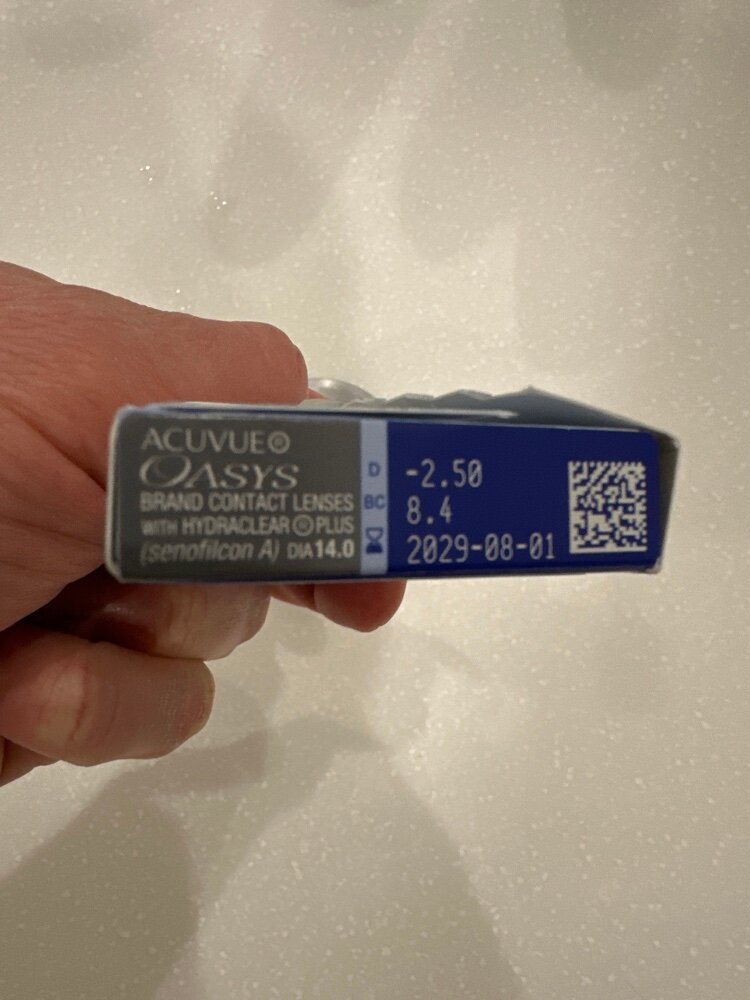 ACUVUE®
OASYS
BRAND CONTACT LENSES
WITH HYDRACLEAR® PLUS
(senofilcon A) DIA14.0
D -2.50
BC 8.4
2029-08-01